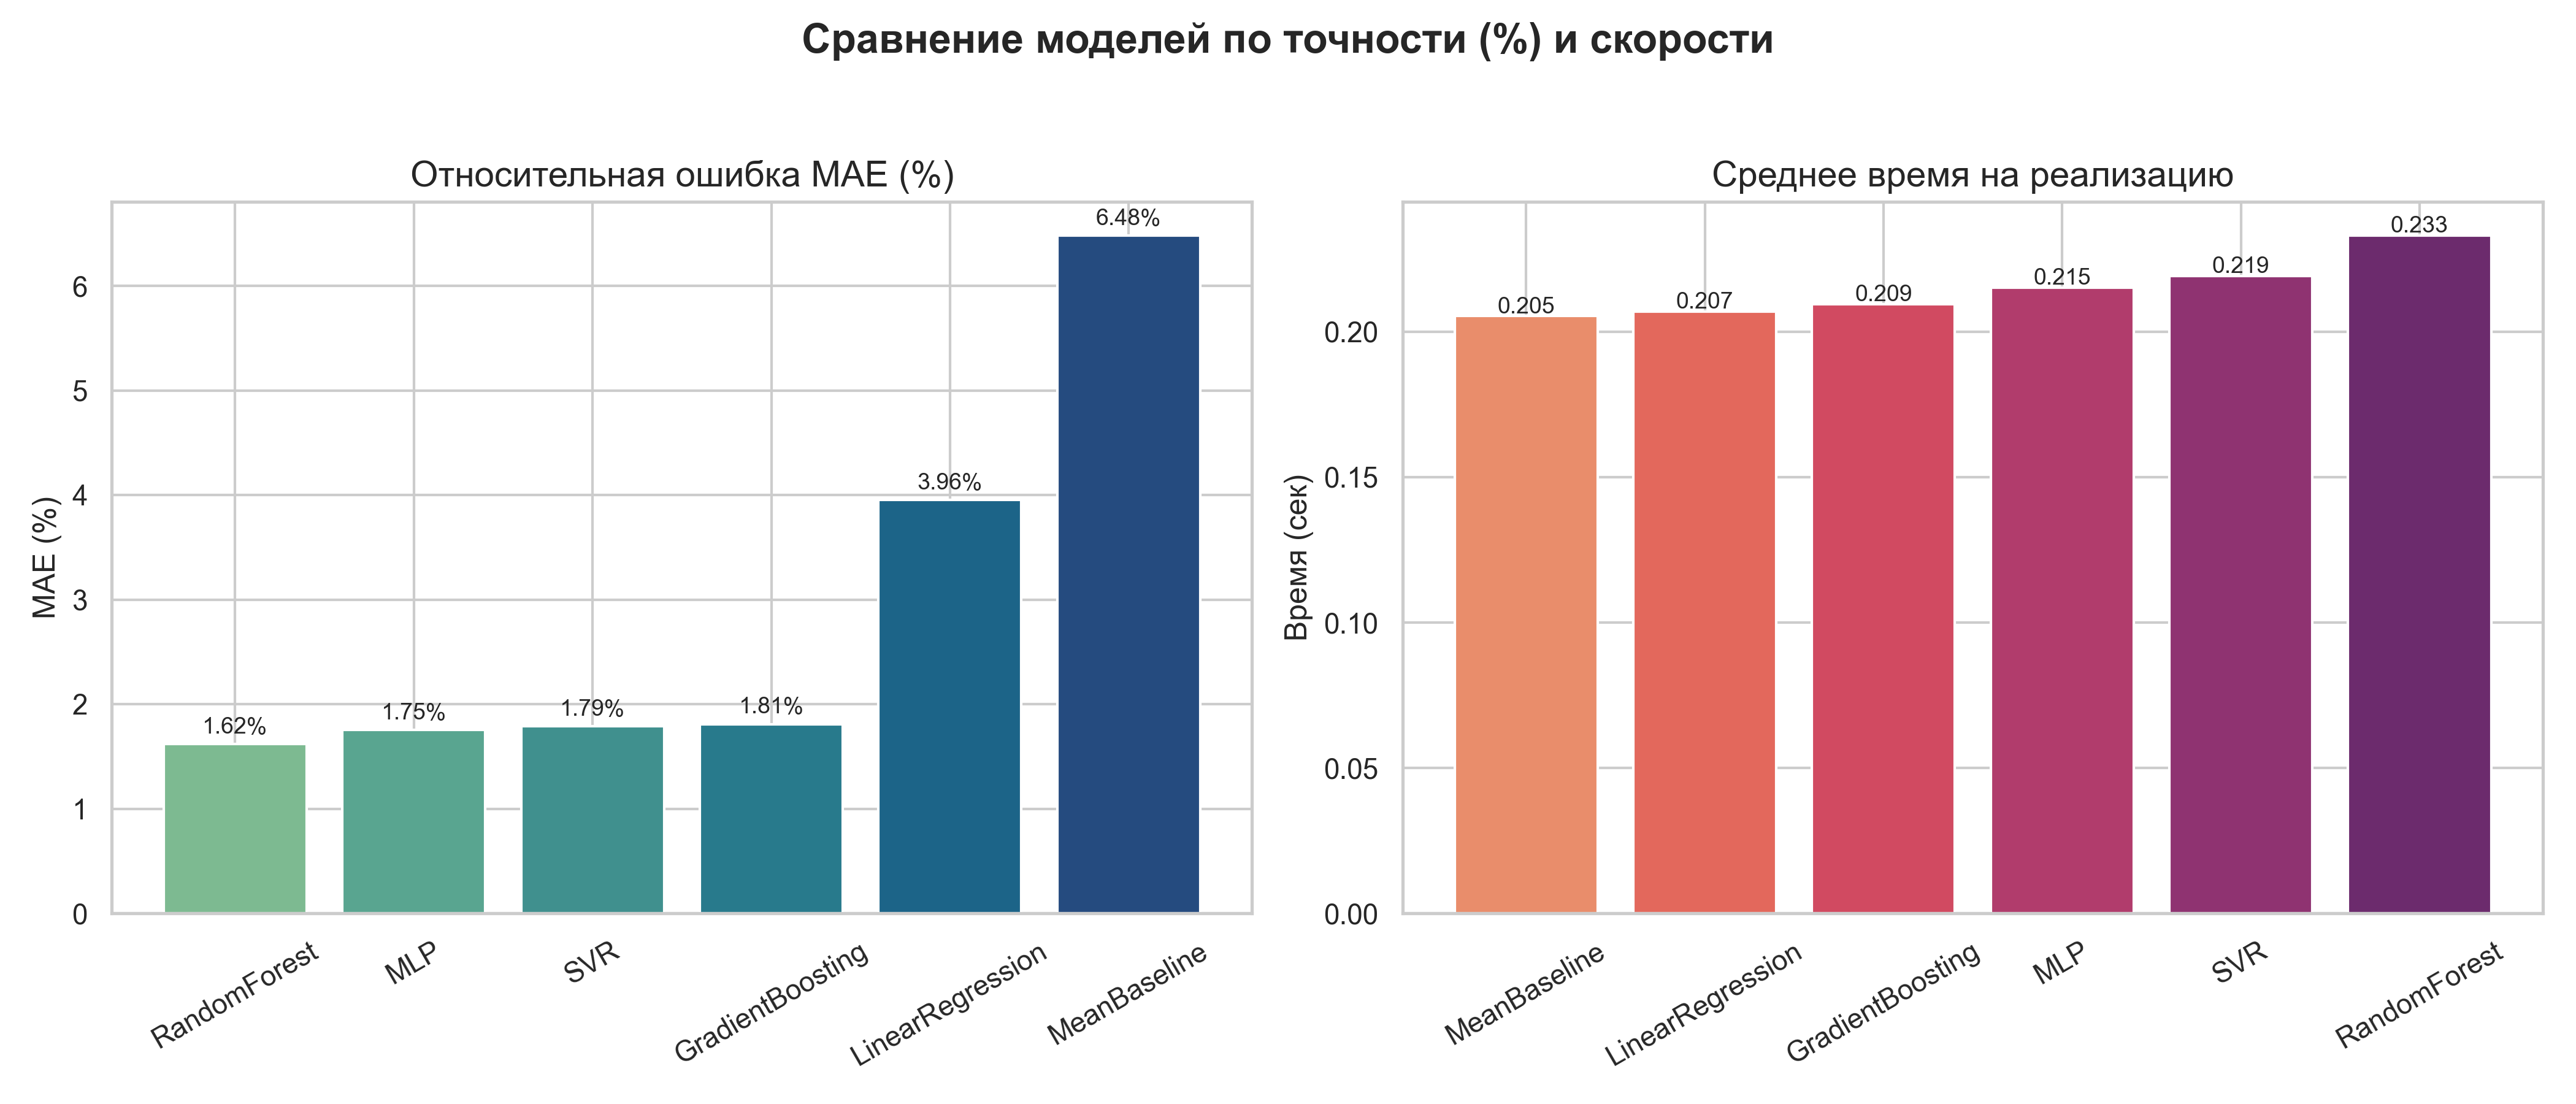 Сравнение моделей по точности (%) и скорости
Относительная ошибка MAE (%)
MAE (%)
6
5
4
3
2
1
0
1.62%
1.75%
1.79%
1.81%
3.96%
6.48%
RandomForest
MLP
SVR
GradientBoosting
LinearRegression
MeanBaseline
Среднее время на реализацию
Время (сек)
0.20
0.15
0.10
0.05
0.00
0.205
0.207
0.209
0.215
0.219
0.233
MeanBaseline
LinearRegression
GradientBoosting
MLP
SVR
RandomForest